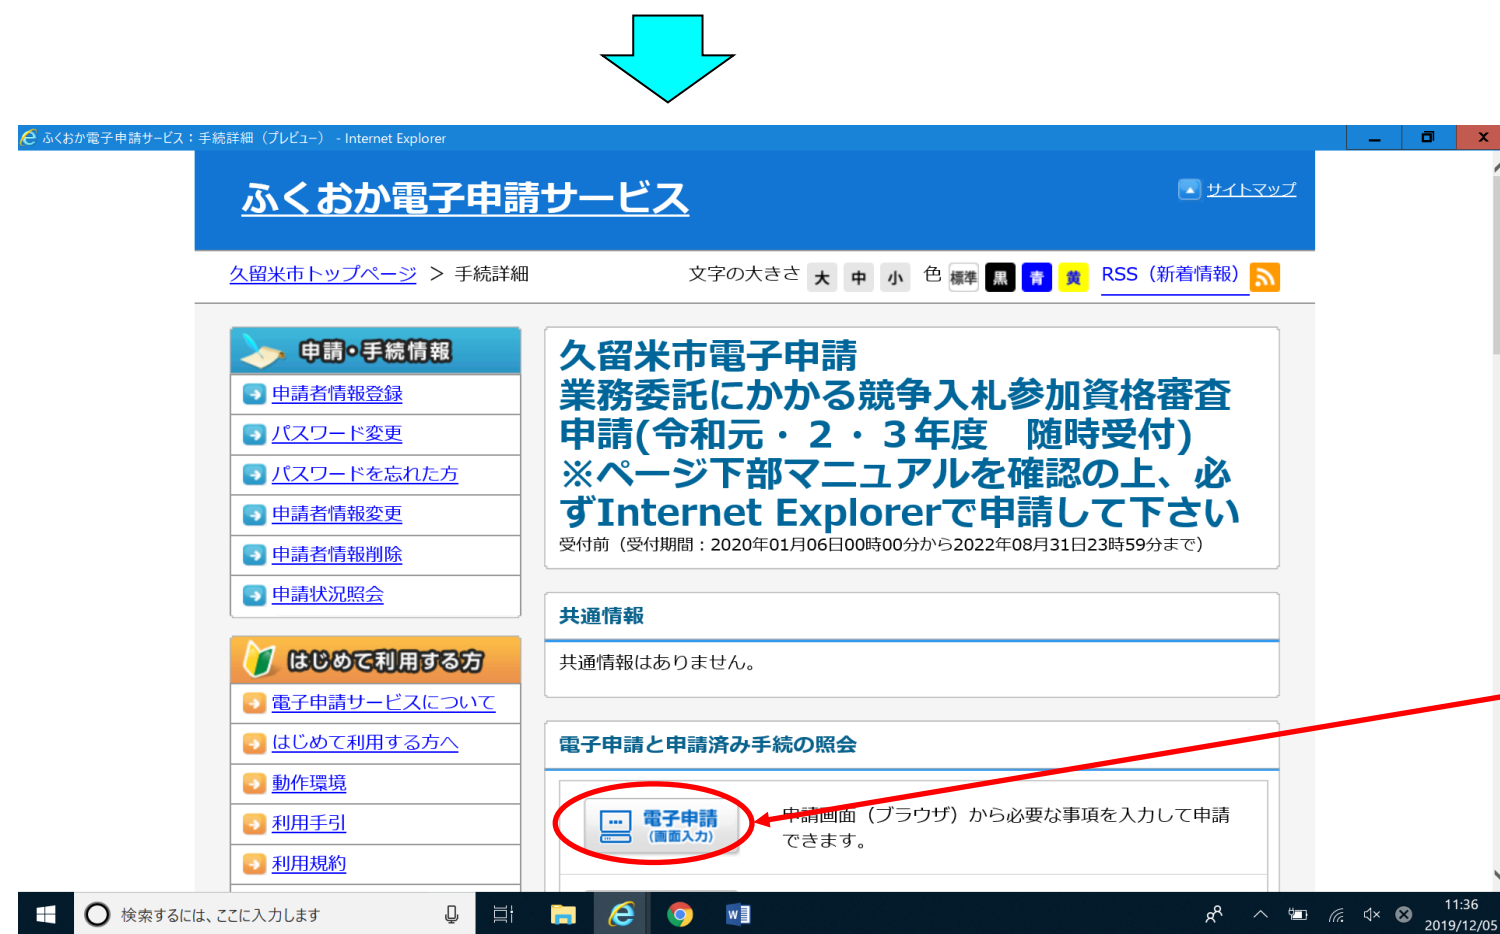 ふくおか電子申請サービス：手続詳細（プレビュー） - Internet Explorer
ふくおか電子申請サービス
サイトマップ
久留米市トップページ ＞ 手続詳細
文字の大きさ 大 中 小 色 標準 黒 青 黄 RSS（新着情報）
申請・手続情報
申請者情報登録
パスワード変更
パスワードを忘れた方
申請者情報変更
申請者情報削除
申請状況照会
はじめて利用する方
電子申請サービスについて
はじめて利用する方へ
動作環境
利用手引
利用規約
久留米市電子申請
業務委託にかかる競争入札参加資格審査
申請(令和元・２・３年度　随時受付)
※ページ下部マニュアルを確認の上、必
ずInternet Explorerで申請して下さい
受付前（受付期間：2020年01月06日00時00分から2022年08月31日23時59分まで）
共通情報
共通情報はありません。
電子申請と申請済み手続の照会
電子申請
(画面入力)
申請画面（ブラウザ）から必要な事項を入力して申請
できます。
検索するには、ここに入力します
11:36
2019/12/05